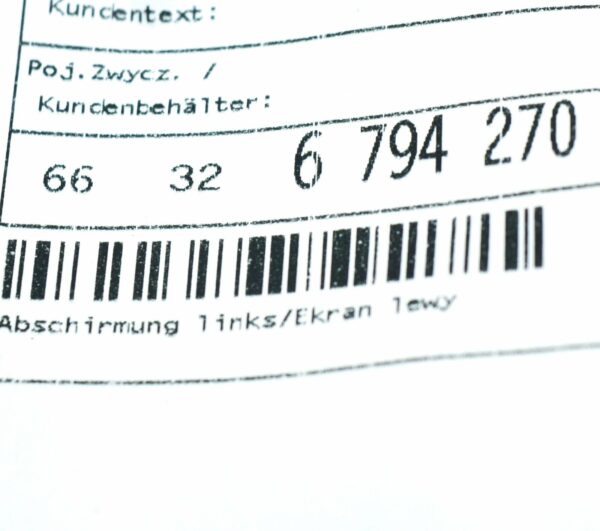 Kundentext:
Poj.Zwycz. /
Kundenbehälter:
66 32 6 794 270
Abschirmung links/Ekran lewy